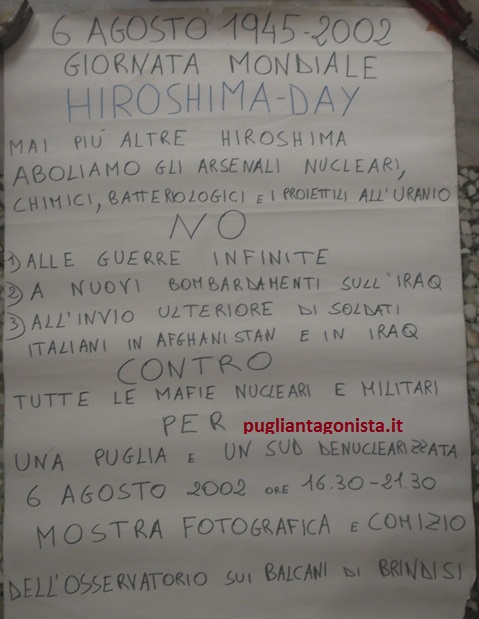 6 AGOSTO 1945-2002
GIORNATA MONDIALE
HIROSHIMA-DAY
MAI PIÙ ALTRE HIROSHIMA
ABOLIAMO GLI ARSENALI NUCLEARI,
CHIMICI, BATTERIOLOGICI E I PROIETTILI ALL'URANIO
NO
1) ALLE GUERRE INFINITE
2) A NUOVI BOMBARDAMENTI SULL'IRAQ
3) ALL'INVIO ULTERIORE DI SOLDATI
ITALIANI IN AFGHANISTAN E IN IRAQ
CONTRO
TUTTE LE MAFIE NUCLEARI E MILITARI
PER pugliantagonista.it
UNA PUGLIA E UN SUD DENUCLEARIZZATA
6 AGOSTO 2002 ORE 16.30-21.30
MOSTRA FOTOGRAFICA E COMIZIO
DELL'OSSERVATORIO SUI BALCANI DI BRINDISI